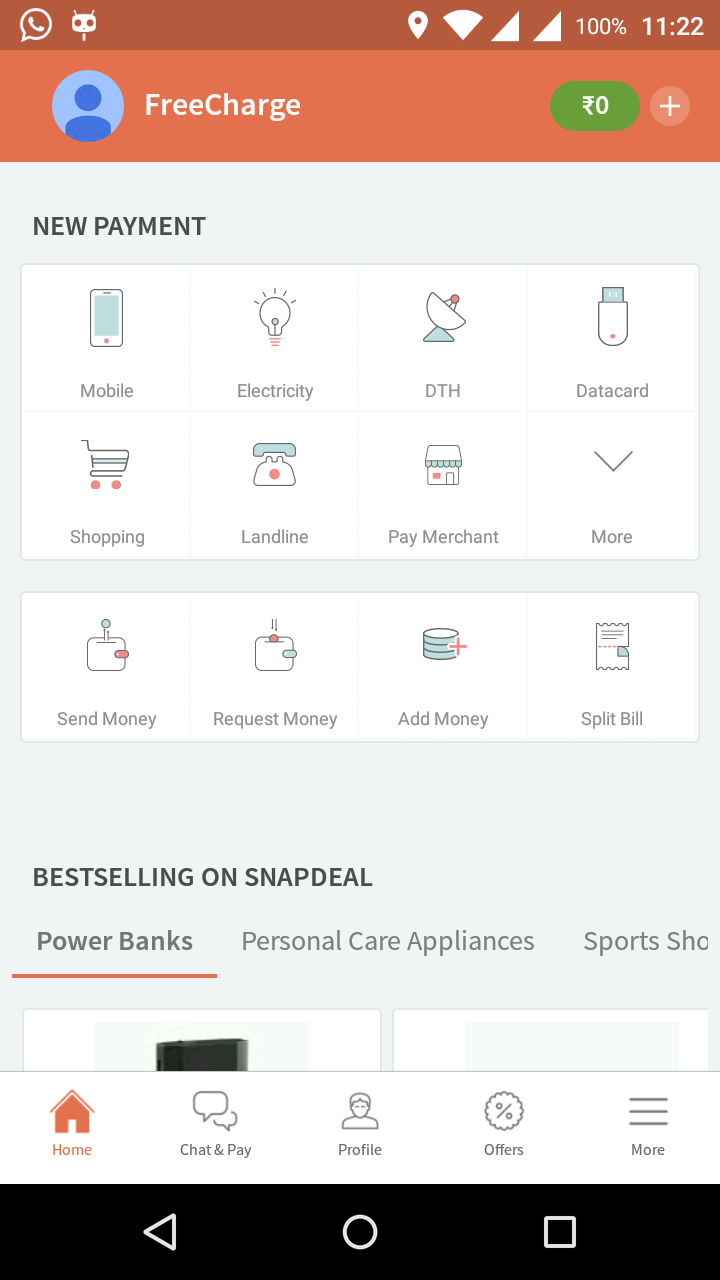 100% 11:22
FreeCharge ₹0
NEW PAYMENT
Mobile Electricity DTH Datacard
Shopping Landline Pay Merchant More
Send Money Request Money Add Money Split Bill
BESTSELLING ON SNAPDEAL
Power Banks Personal Care Appliances Sports Sho
Home Chat & Pay Profile Offers More